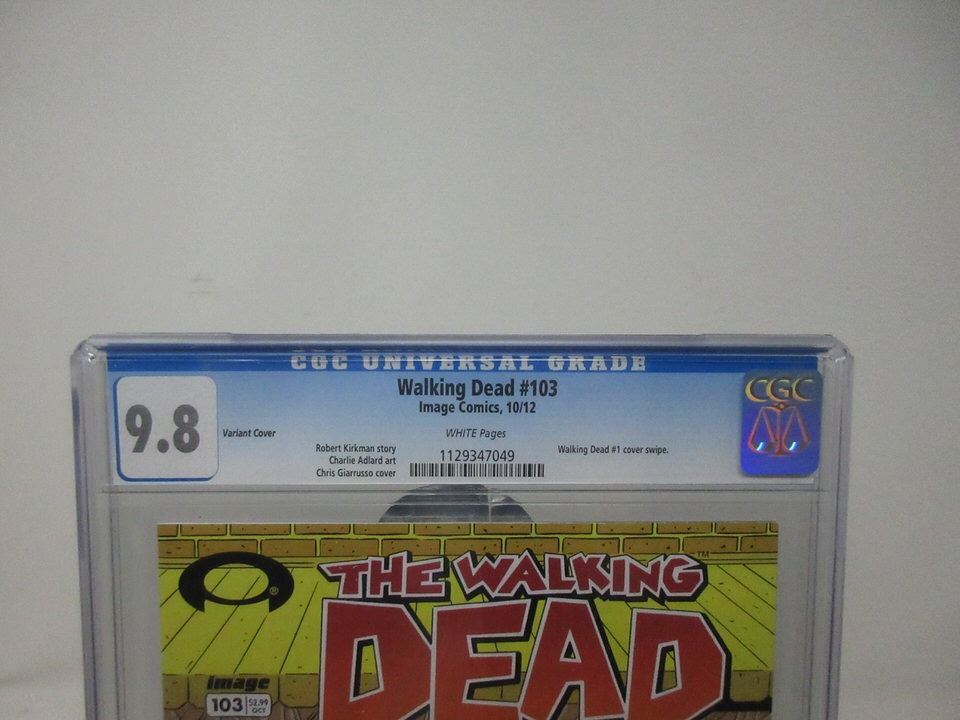 CGC UNIVERSAL GRADE
9.8
Walking Dead #103
Image Comics, 10/12
Variant Cover
WHITE Pages
Robert Kirkman story
Charlie Adlard art
Chris Giarrusso cover
1129347049
Walking Dead #1 cover swipe.
CGC
®
THE WALKING™
DEAD
image
103
$2.99
OCT